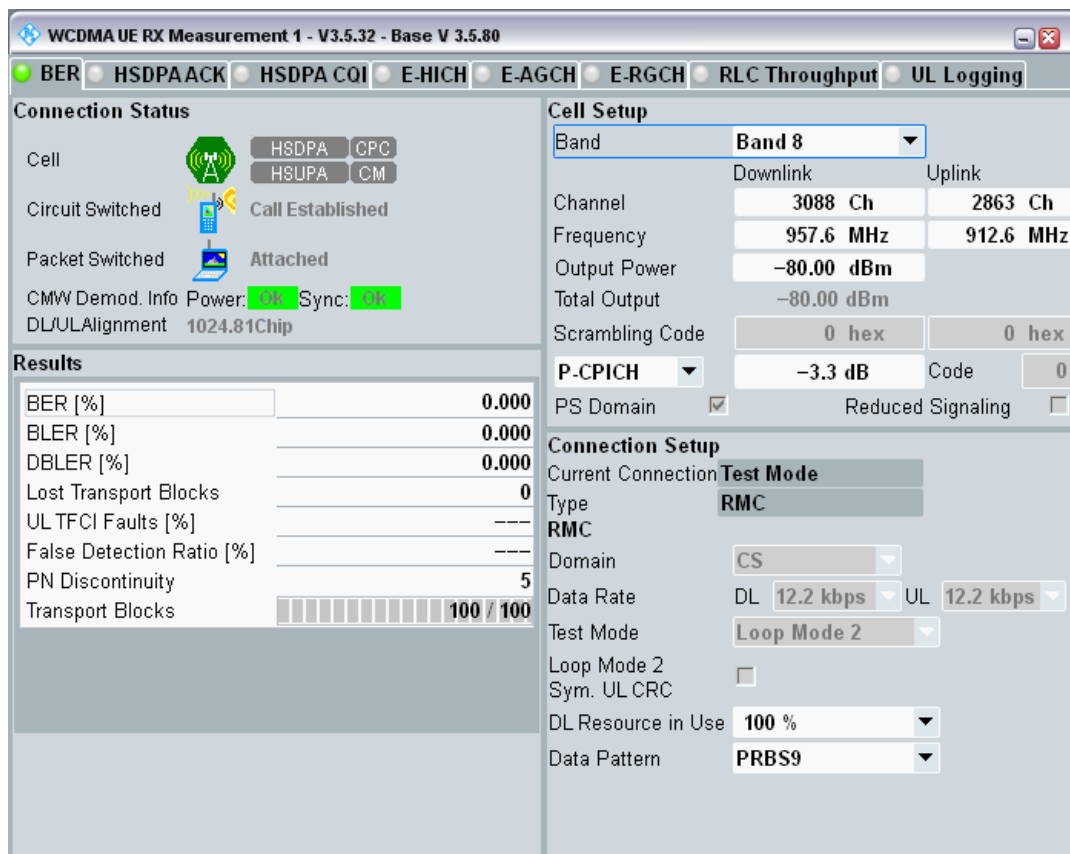 WCDMA UE RX Measurement 1 - V3.5.32 - Base V 3.5.80
BER HSDPA ACK HSDPA CQI E-HICH E-AGCH E-RGCH RLC Throughput UL Logging
Connection Status
Cell HSDPA CPC
HSUPA CM
Circuit Switched Call Established
Packet Switched Attached
CMW Demod. Info Power: Ok Sync: Ok
DL/ULAlignment 1024.81Chip
Results
BER [%] 0.000
BLER [%] 0.000
DBLER [%] 0.000
Lost Transport Blocks 0
UL TFCI Faults [%] ---
False Detection Ratio [%] ---
PN Discontinuity 5
Transport Blocks 100 / 100
Cell Setup
Band Band 8
Downlink Uplink
Channel 3088 Ch 2863 Ch
Frequency 957.6 MHz 912.6 MHz
Output Power −80.00 dBm
Total Output −80.00 dBm
Scrambling Code 0 hex 0 hex
P-CPICH −3.3 dB Code 0
PS Domain Reduced Signaling
Connection Setup
Current Connection Test Mode
Type RMC
RMC
Domain CS
Data Rate DL 12.2 kbps UL 12.2 kbps
Test Mode Loop Mode 2
Loop Mode 2
Sym. UL CRC
DL Resource in Use 100 %
Data Pattern PRBS9